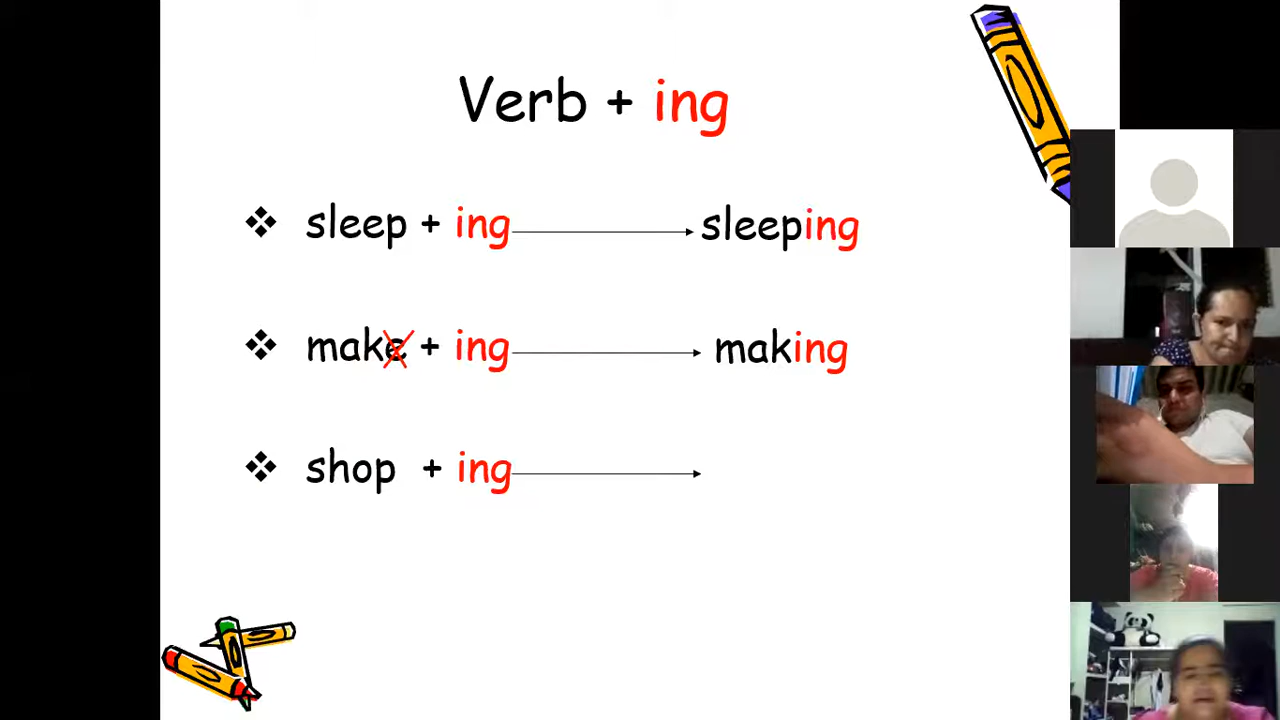 Verb + ing
❖ sleep + ing → sleeping
❖ make + ing → making
❖ shop + ing →